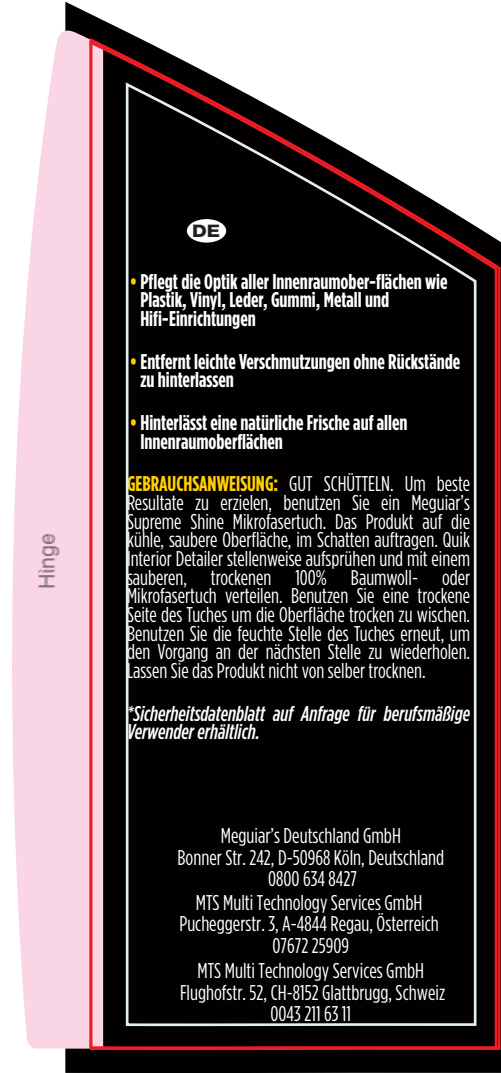 DE
• Pflegt die Optik aller Innenraumober-flächen wie
Plastik, Vinyl, Leder, Gummi, Metall und
Hifi-Einrichtungen
• Entfernt leichte Verschmutzungen ohne Rückstände
zu hinterlassen
• Hinterlässt eine natürliche Frische auf allen
Innenraumoberflächen
GEBRAUCHSANWEISUNG: GUT SCHÜTTELN. Um beste
Resultate zu erzielen, benutzen Sie ein Meguiar's
Supreme Shine Mikrofasertuch. Das Produkt auf die
kühle, saubere Oberfläche, im Schatten auftragen. Quik
Interior Detailer stellenweise aufsprühen und mit einem
sauberen, trockenen 100% Baumwoll- oder
Mikrofasertuch verteilen. Benutzen Sie eine trockene
Seite des Tuches um die Oberfläche trocken zu wischen.
Benutzen Sie die feuchte Stelle des Tuches erneut, um
den Vorgang an der nächsten Stelle zu wiederholen.
Lassen Sie das Produkt nicht von selber trocknen.
*Sicherheitsdatenblatt auf Anfrage für berufsmäßige
Verwender erhältlich.
Hinge
Meguiar's Deutschland GmbH
Bonner Str. 242, D-50968 Köln, Deutschland
0800 634 8427
MTS Multi Technology Services GmbH
Pucheggerstr. 3, A-4844 Regau, Österreich
07672 25909
MTS Multi Technology Services GmbH
Flughofstr. 52, CH-8152 Glattbrugg, Schweiz
0043 211 63 11